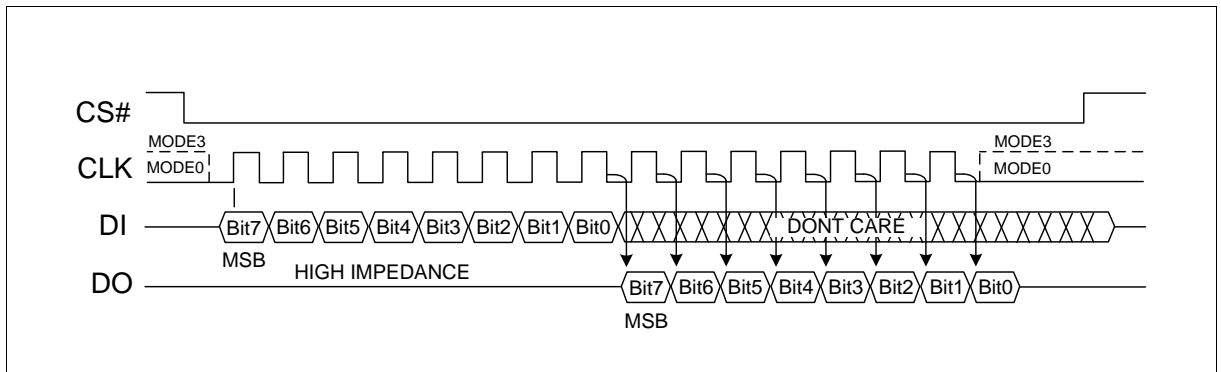 CS#
MODE3
MODE3
CLK
MODE0
MODE0
DI
Bit7 Bit6 Bit5 Bit4 Bit3 Bit2 Bit1 Bit0
DONT CARE
MSB
HIGH IMPEDANCE
DO
Bit7 Bit6 Bit5 Bit4 Bit3 Bit2 Bit1 Bit0
MSB